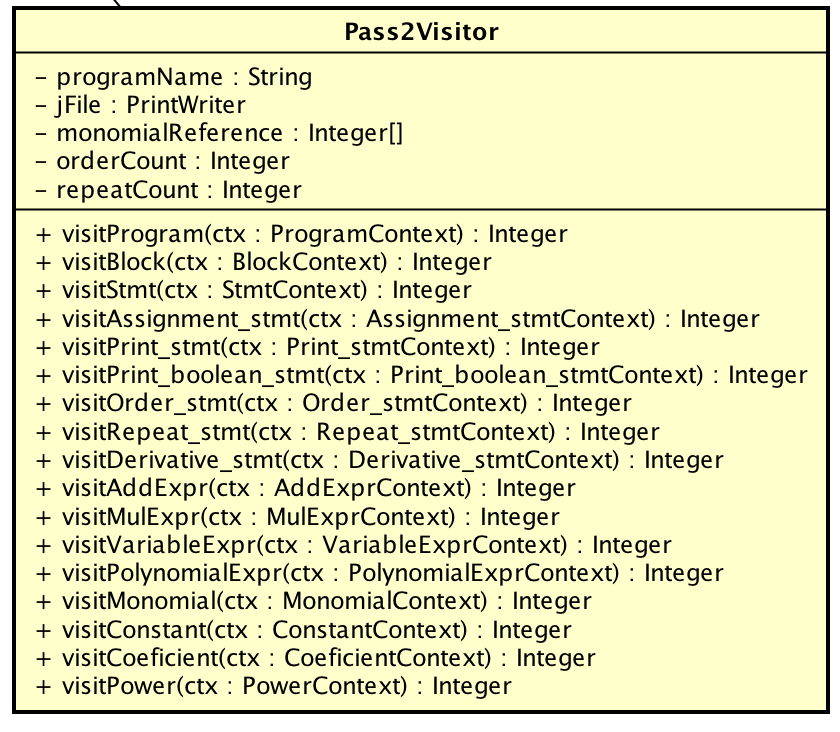 Pass2Visitor
- programName : String
- jFile : PrintWriter
- monomialReference : Integer[]
- orderCount : Integer
- repeatCount : Integer
+ visitProgram(ctx : ProgramContext) : Integer
+ visitBlock(ctx : BlockContext) : Integer
+ visitStmt(ctx : StmtContext) : Integer
+ visitAssignment_stmt(ctx : Assignment_stmtContext) : Integer
+ visitPrint_stmt(ctx : Print_stmtContext) : Integer
+ visitPrint_boolean_stmt(ctx : Print_boolean_stmtContext) : Integer
+ visitOrder_stmt(ctx : Order_stmtContext) : Integer
+ visitRepeat_stmt(ctx : Repeat_stmtContext) : Integer
+ visitDerivative_stmt(ctx : Derivative_stmtContext) : Integer
+ visitAddExpr(ctx : AddExprContext) : Integer
+ visitMulExpr(ctx : MulExprContext) : Integer
+ visitVariableExpr(ctx : VariableExprContext) : Integer
+ visitPolynomialExpr(ctx : PolynomialExprContext) : Integer
+ visitMonomial(ctx : MonomialContext) : Integer
+ visitConstant(ctx : ConstantContext) : Integer
+ visitCoeficient(ctx : CoeficientContext) : Integer
+ visitPower(ctx : PowerContext) : Integer